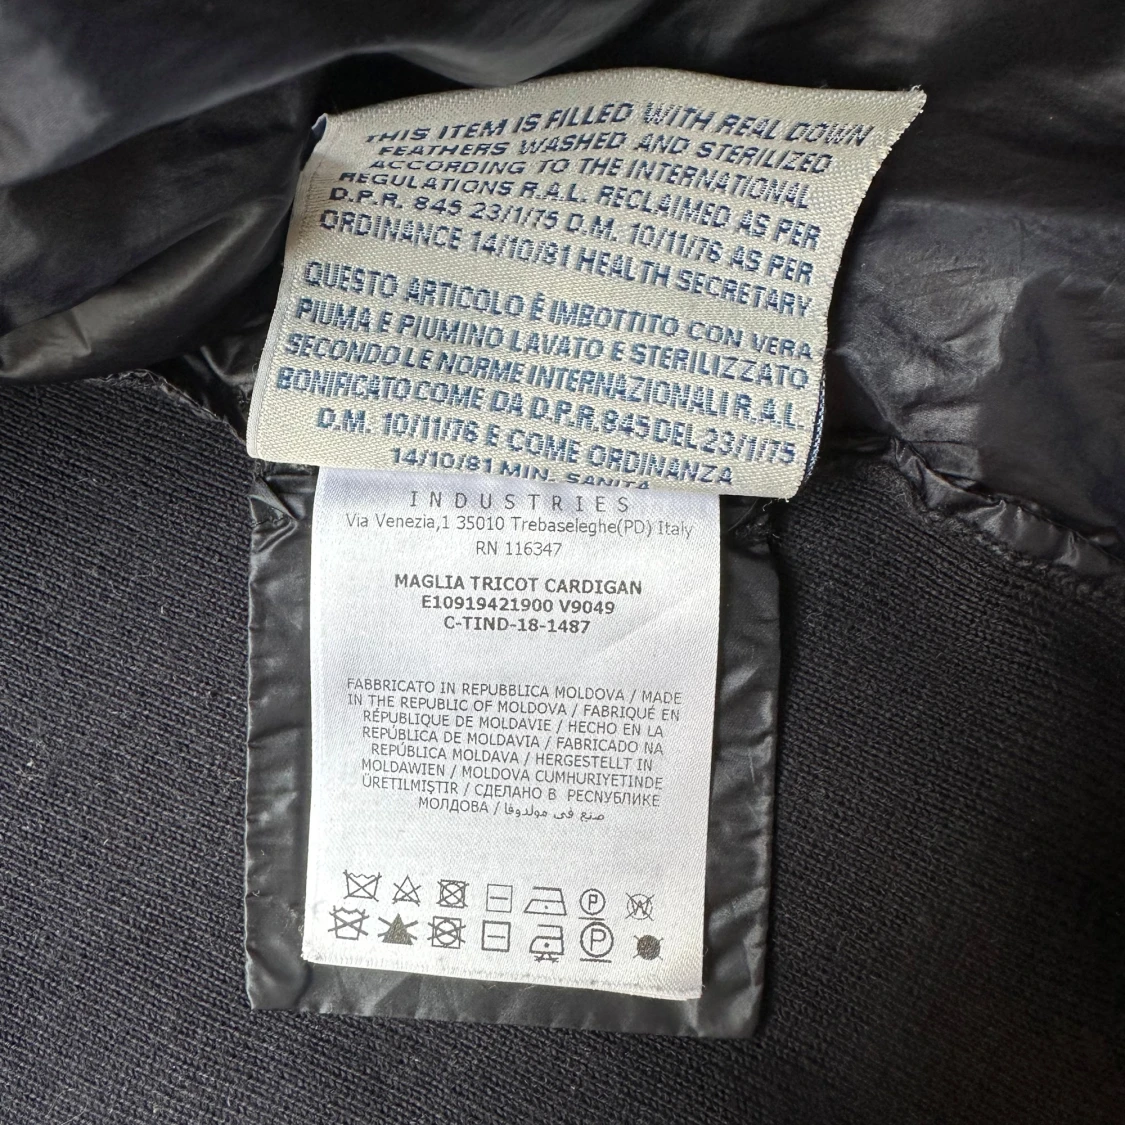 THIS ITEM IS FILLED WITH REAL DOWN
FEATHERS WASHED AND STERILIZED
ACCORDING TO THE INTERNATIONAL
REGULATIONS R.A.L. RECLAIMED AS PER
D.P.R. 845 23/1/75 D.M. 10/11/76 AS PER
ORDINANCE 14/10/81 HEALTH SECRETARY
QUESTO ARTICOLO È IMBOTTITO CON VERA
PIUMA E PIUMINO LAVATO E STERILIZZATO
SECONDO LE NORME INTERNAZIONALI R.A.L.
BONIFICATO COME DA D.P.R. 845 DEL 23/1/75
D.M. 10/11/76 E COME ORDINANZA
14/10/81 MIN. SANITA
INDUSTRIES
Via Venezia,1 35010 Trebaseleghe(PD) Italy
RN 116347
MAGLIA TRICOT CARDIGAN
E10919421900 V9049
C-TIND-18-1487
FABBRICATO IN REPUBBLICA MOLDOVA / MADE
IN THE REPUBLIC OF MOLDOVA / FABRIQUÉ EN
RÉPUBLIQUE DE MOLDAVIE / HECHO EN LA
REPÚBLICA DE MOLDAVIA / FABRICADO NA
REPÚBLICA MOLDAVA / HERGESTELLT IN
MOLDAWIEN / MOLDOVA CUMHURIYETINDE
ÜRETILMIŞTIR / СДЕЛАНО В РЕСПУБЛИКЕ
МОЛДОВА / صنع في مولدوفا
P W
P